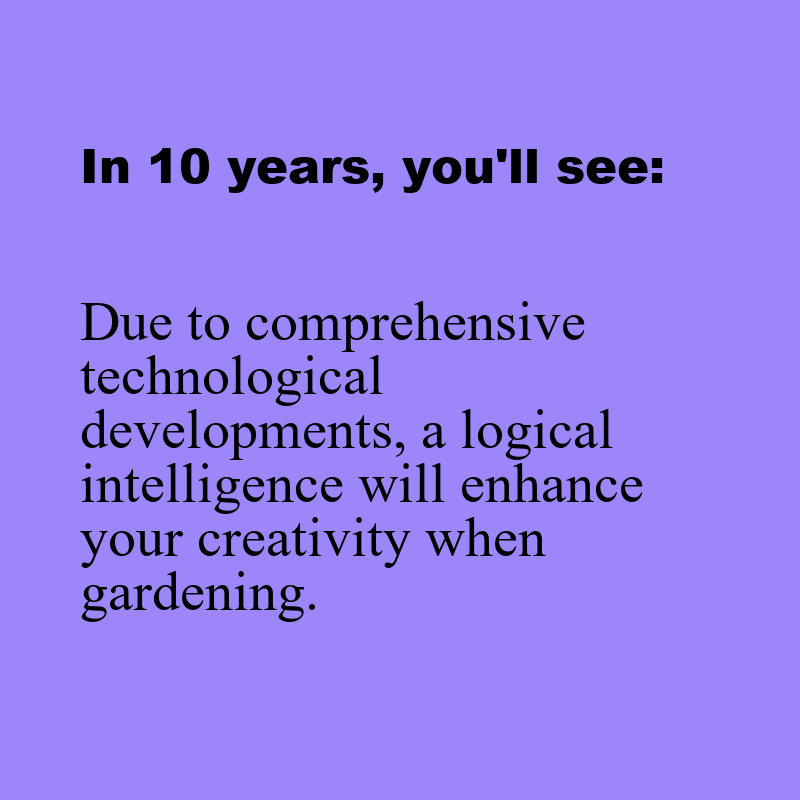 In 10 years, you'll see:
Due to comprehensive
technological
developments, a logical
intelligence will enhance
your creativity when
gardening.